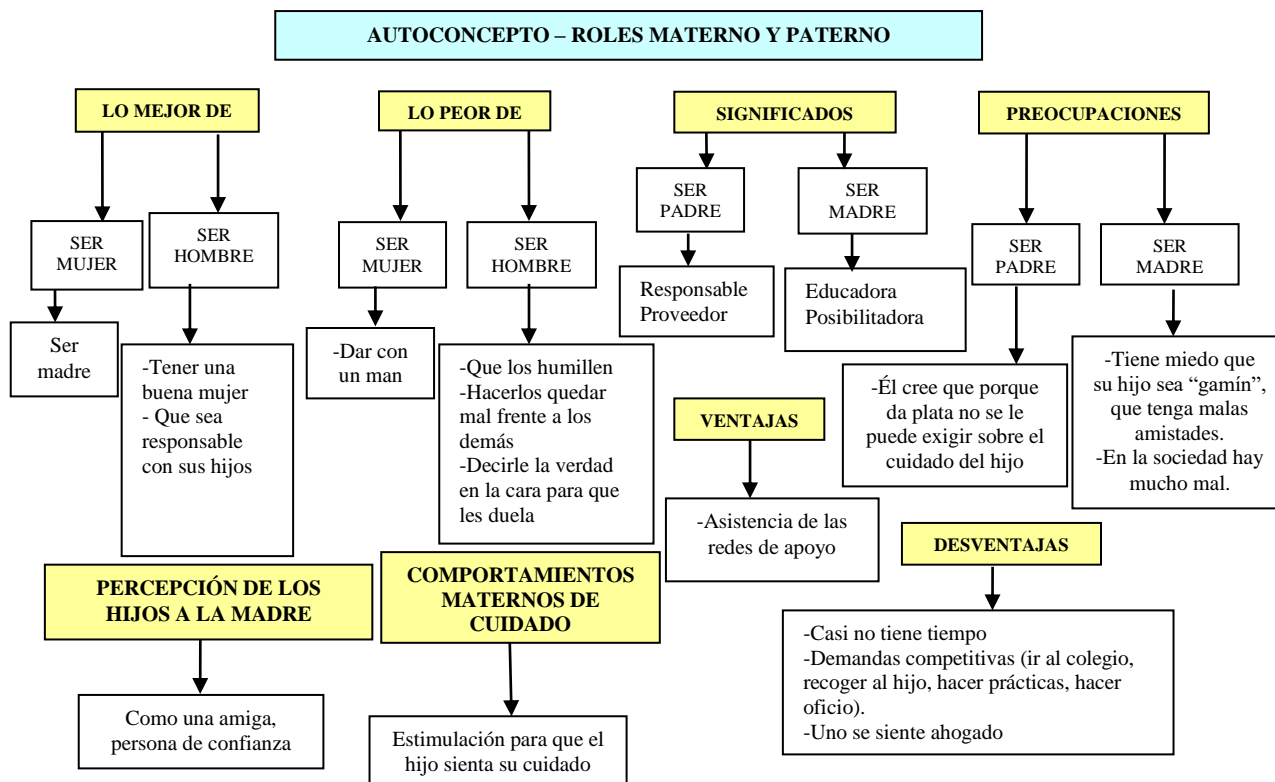 AUTOCONCEPTO – ROLES MATERNO Y PATERNO
LO MEJOR DE
LO PEOR DE
SIGNIFICADOS
PREOCUPACIONES
SER
MUJER
SER
HOMBRE
SER
MUJER
SER
HOMBRE
SER
PADRE
SER
MADRE
SER
PADRE
SER
MADRE
Ser
madre
-Tener una
buena mujer
- Que sea
responsable
con sus hijos
-Dar con
un man
-Que los humillen
-Hacerlos quedar
mal frente a los
demás
-Decirle la verdad
en la cara para que
les duela
Responsable
Proveedor
Educadora
Posibilitadora
-Él cree que porque
da plata no se le
puede exigir sobre el
cuidado del hijo
-Tiene miedo que
su hijo sea “gamín”,
que tenga malas
amistades.
-En la sociedad hay
mucho mal.
VENTAJAS
-Asistencia de las
redes de apoyo
DESVENTAJAS
-Casi no tiene tiempo
-Demandas competitivas (ir al colegio,
recoger al hijo, hacer prácticas, hacer
oficio).
-Uno se siente ahogado
PERCEPCIÓN DE LOS
HIJOS A LA MADRE
Como una amiga,
persona de confianza
COMPORTAMIENTOS
MATERNOS DE
CUIDADO
Estimulación para que el
hijo sienta su cuidado